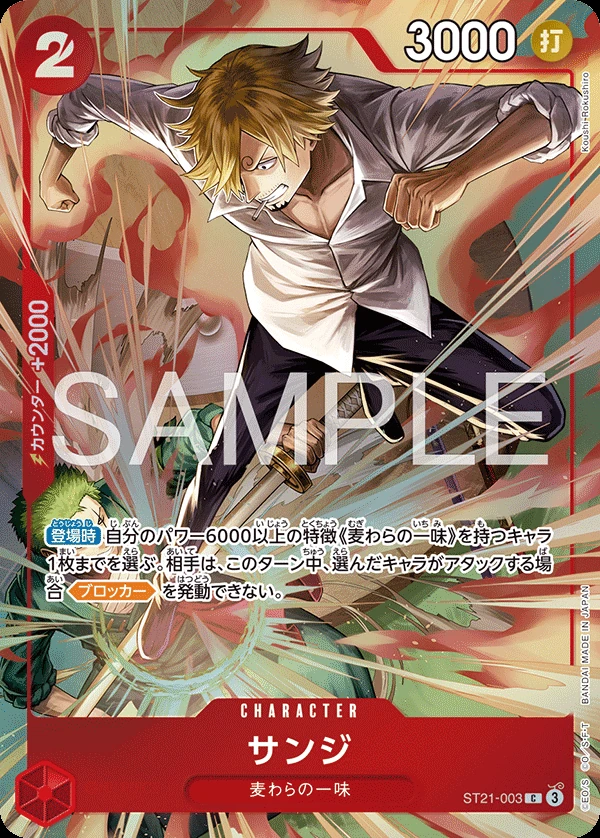 2
3000 打
Koushi Rokushiro
カウンター+2000
SAMPLE
登場時 自分のパワー6000以上の特徴《麦わらの一味》を持つキャラ
1枚までを選ぶ。相手は、このターン中、選んだキャラがアタックする場
合 ブロッカー を発動できない。
BANDAI MADE IN JAPAN
©E.O/S. ©O./S.,F.,T
CHARACTER
サンジ
麦わらの一味
ST21-003 C 3